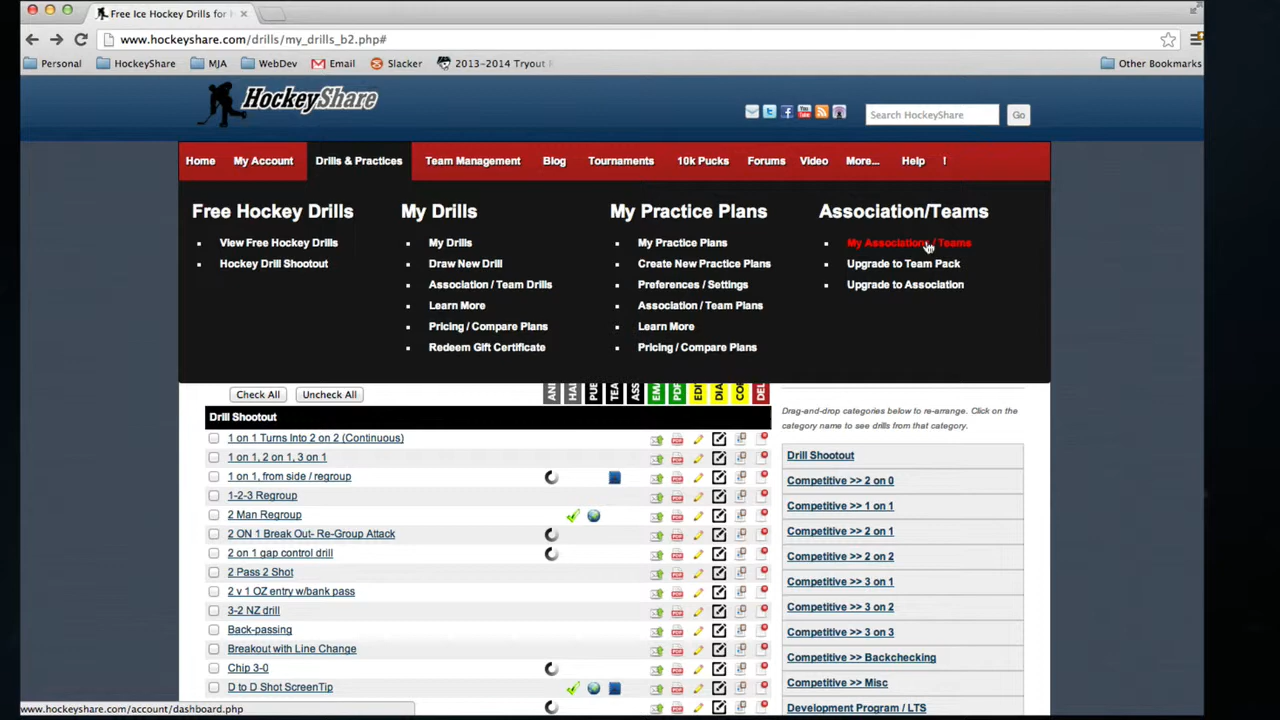 Free Ice Hockey Drills for
www.hockeyshare.com/drills/my_drills_b2.php#
Personal HockeyShare MJA WebDev Email Slacker 2013-2014 Tryout Other Bookmarks
HockeyShare
Search HockeyShare Go
Home My Account Drills & Practices Team Management Blog Tournaments 10k Pucks Forums Video More... Help !
Free Hockey Drills My Drills My Practice Plans Association/Teams
View Free Hockey Drills My Drills My Practice Plans My Associations / Teams
Hockey Drill Shootout Draw New Drill Create New Practice Plans Upgrade to Team Pack
Association / Team Drills Preferences / Settings Upgrade to Association
Learn More Association / Team Plans
Pricing / Compare Plans Learn More
Redeem Gift Certificate Pricing / Compare Plans
Check All Uncheck All
Drag-and-drop categories below to re-arrange. Click on the
category name to see drills from that category.
Drill Shootout
1 on 1 Turns Into 2 on 2 (Continuous)
1 on 1, 2 on 1, 3 on 1
1 on 1, from side / regroup
1-2-3 Regroup
2 Man Regroup
2 ON 1 Break Out- Re-Group Attack
2 on 1 gap control drill
2 Pass 2 Shot
2 v 1 OZ entry w/bank pass
3-2 NZ drill
Back-passing
Breakout with Line Change
Chip 3-0
D to D Shot ScreenTip
Drill Shootout
Competitive >> 2 on 0
Competitive >> 1 on 1
Competitive >> 2 on 1
Competitive >> 2 on 2
Competitive >> 3 on 1
Competitive >> 3 on 2
Competitive >> 3 on 3
Competitive >> Backchecking
Competitive >> Misc
Development Program / LTS
www.hockeyshare.com/account/dashboard.php